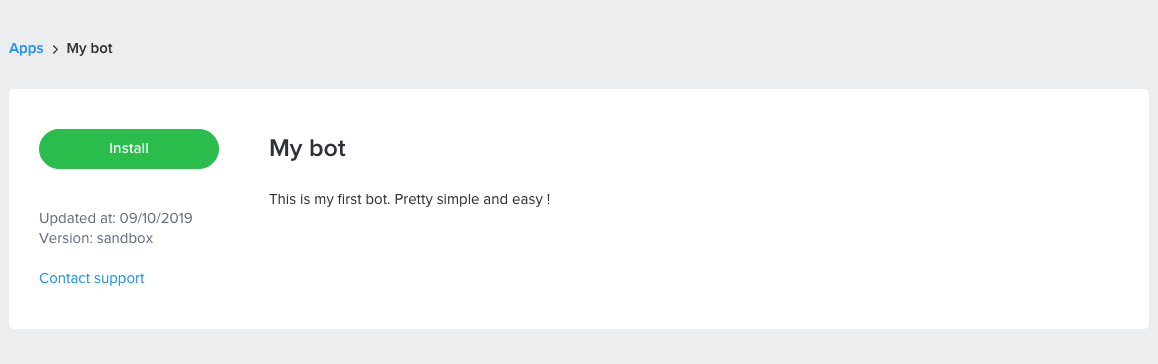 Apps > My bot
Install
My bot
This is my first bot. Pretty simple and easy !
Updated at: 09/10/2019
Version: sandbox
Contact support